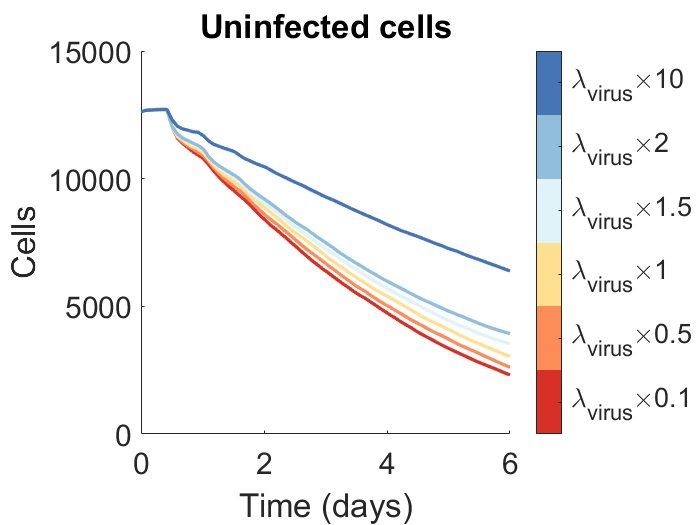 Uninfected cells
15000
10000
5000
0
Cells
0 2 4 6
Time (days)
λvirus×10
λvirus×2
λvirus×1.5
λvirus×1
λvirus×0.5
λvirus×0.1